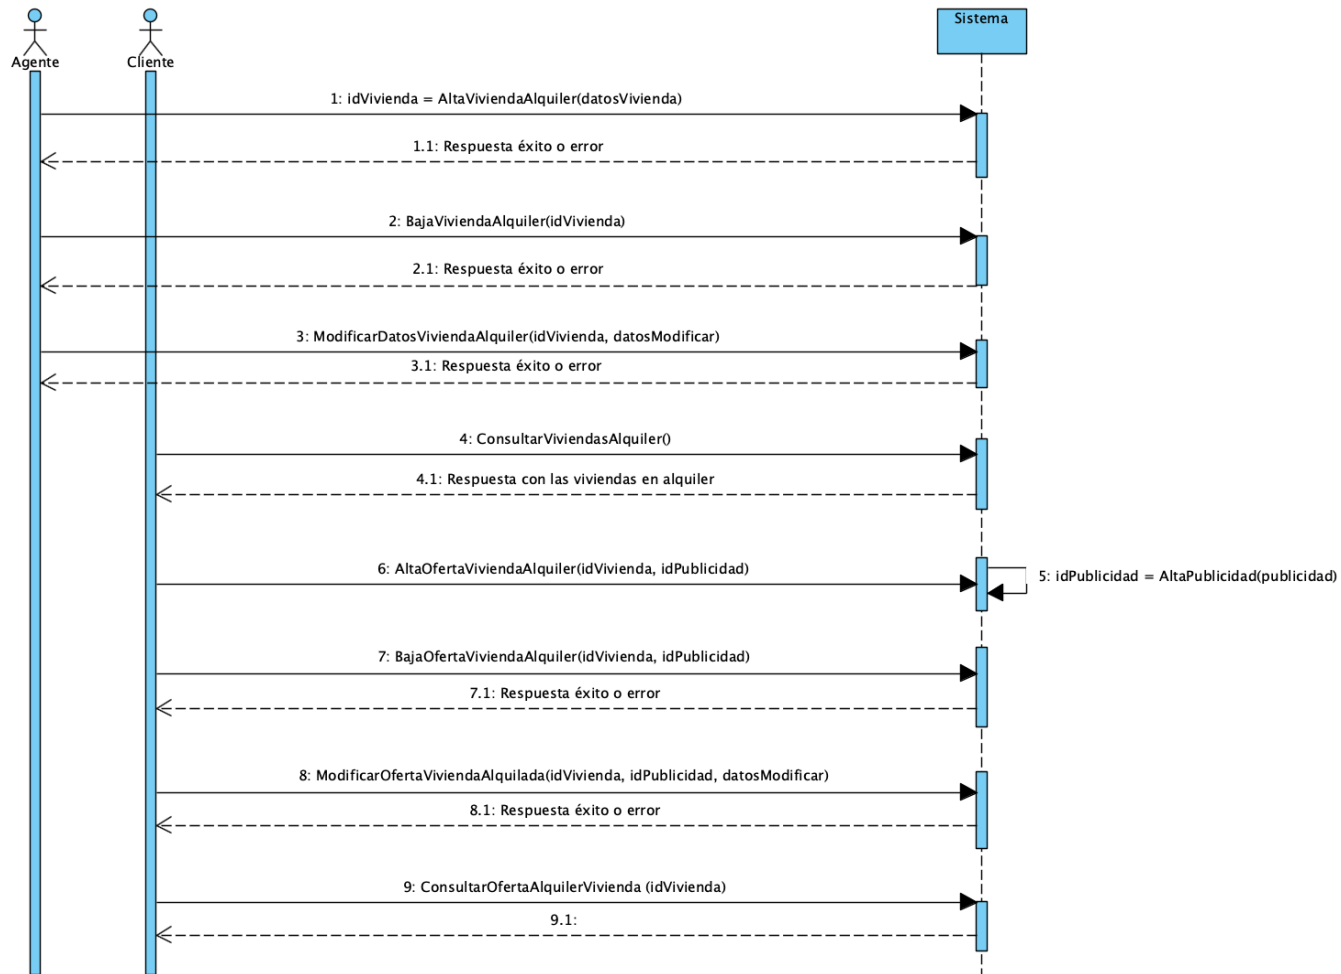 Agente
Cliente
Sistema
1: idVivienda = AltaViviendaAlquiler(datosVivienda)
1.1: Respuesta éxito o error
2: BajaViviendaAlquiler(idVivienda)
2.1: Respuesta éxito o error
3: ModificarDatosViviendaAlquiler(idVivienda, datosModificar)
3.1: Respuesta éxito o error
4: ConsultarViviendasAlquiler()
4.1: Respuesta con las viviendas en alquiler
6: AltaOfertaViviendaAlquiler(idVivienda, idPublicidad)
5: idPublicidad = AltaPublicidad(publicidad)
7: BajaOfertaViviendaAlquiler(idVivienda, idPublicidad)
7.1: Respuesta éxito o error
8: ModificarOfertaViviendaAlquilada(idVivienda, idPublicidad, datosModificar)
8.1: Respuesta éxito o error
9: ConsultarOfertaAlquilerVivienda (idVivienda)
9.1: